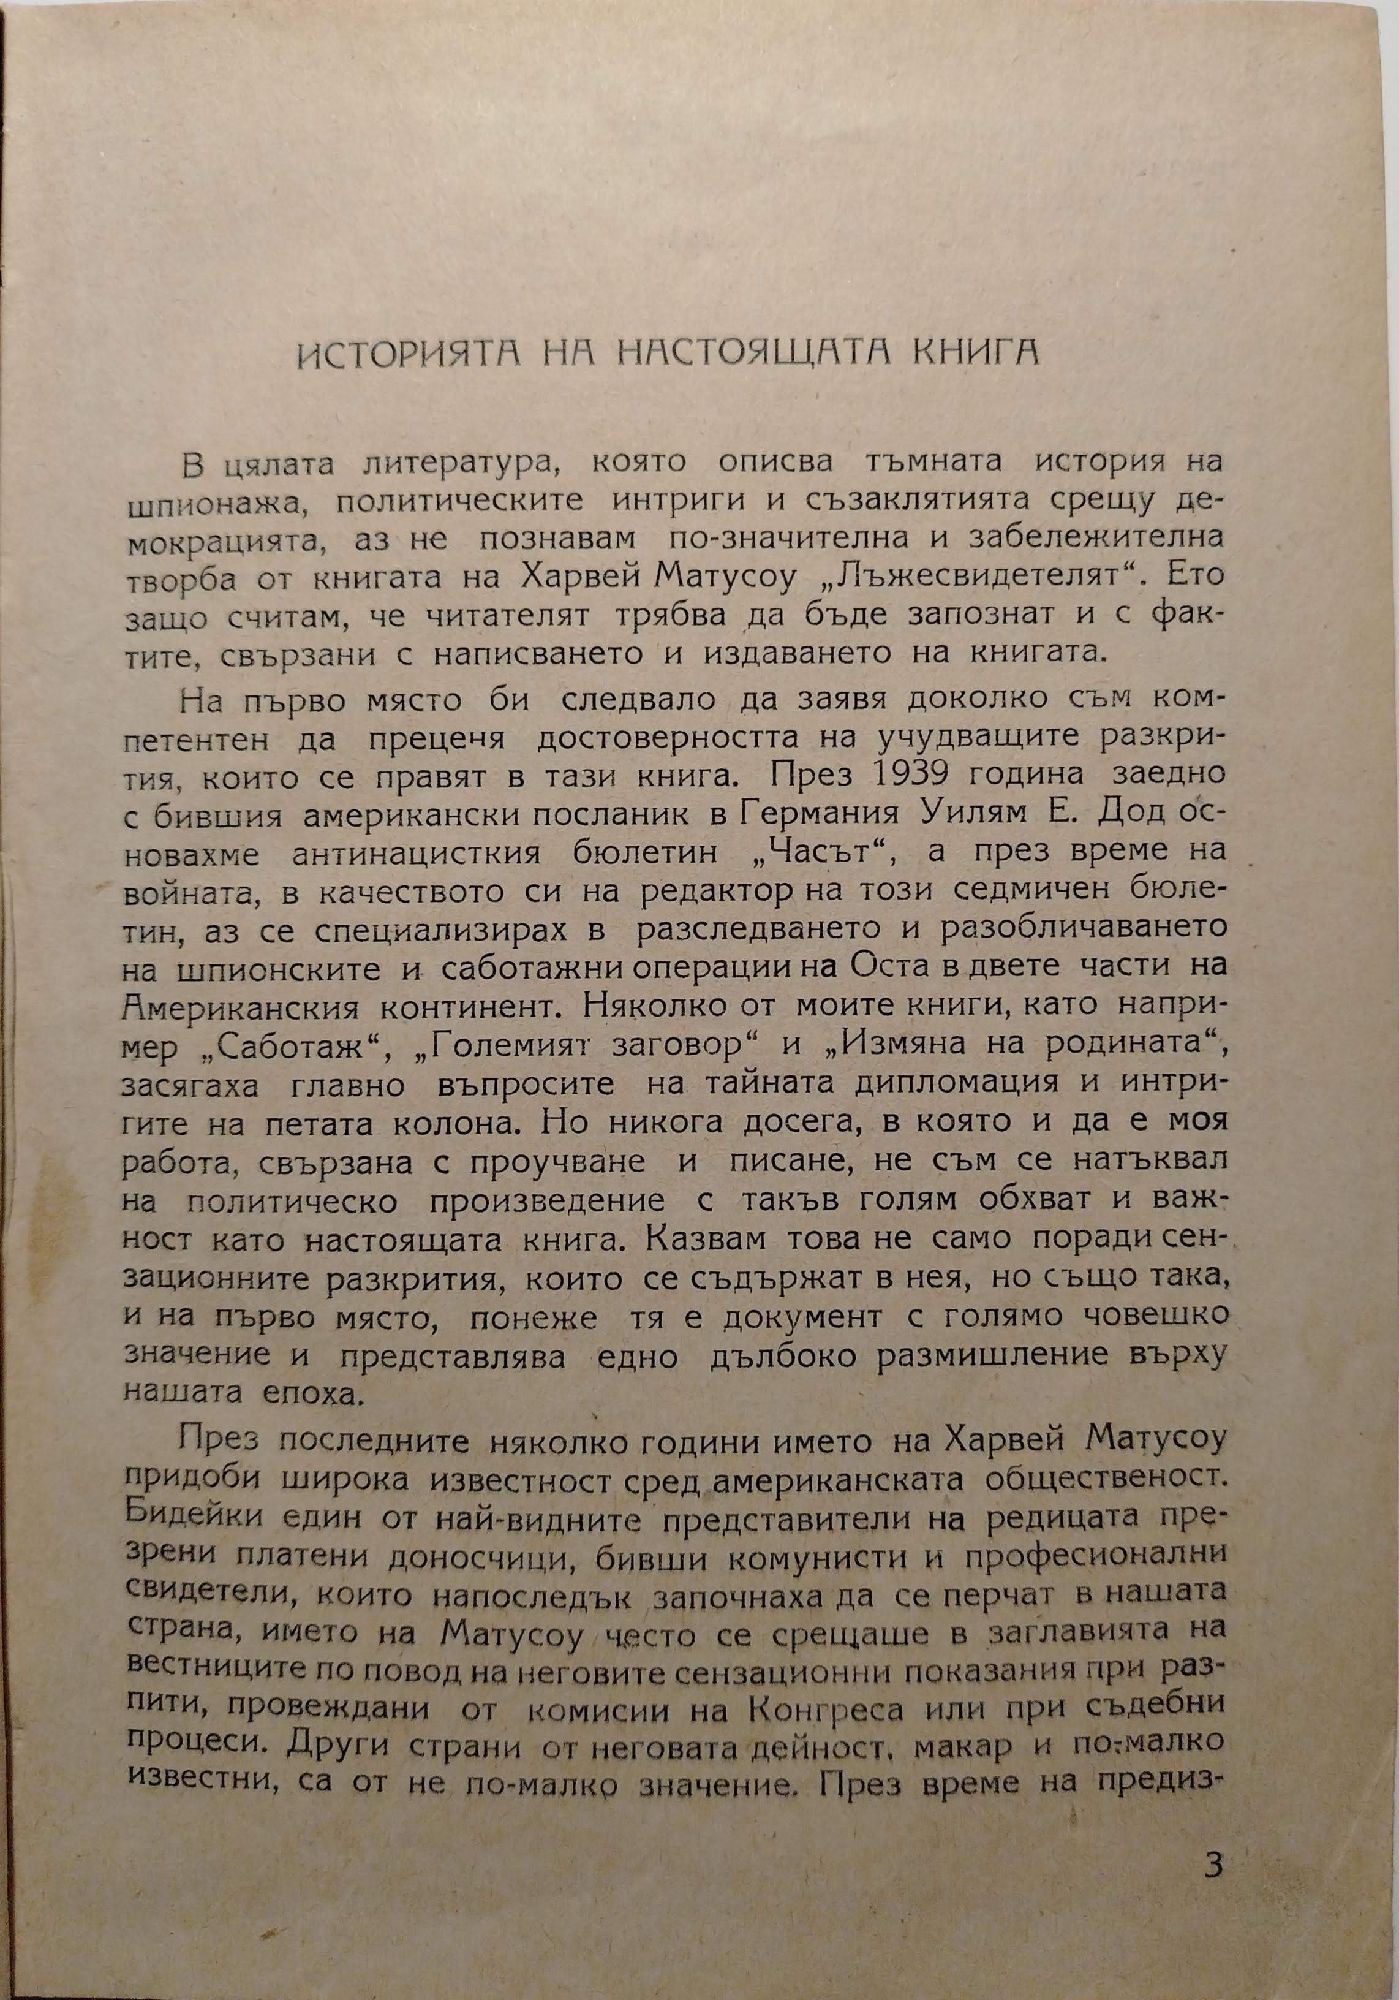 ИСТОРИЯТА НА НАСТОЯЩАТА КНИГА
В цялата литература, която описва тъмната история на
шпионажа, политическите интриги и съзаклятията срещу де-
мокрацията, аз не познавам по-значителна и забележителна
творба от книгата на Харвей Матусоу „Лъжесвидетелят“. Ето
защо считам, че читателят трябва да бъде запознат и с фак-
тите, свързани с написването и издаването на книгата.
На първо място би следвало да заявя доколко съм ком-
петентен да преценя достоверността на учудващите разкри-
тия, които се правят в тази книга. През 1939 година заедно
с бившия американски посланик в Германия Уилям Е. Дод ос-
новахме антинацисткия бюлетин „Часът“, а през време на
войната, в качеството си на редактор на този седмичен бюле-
тин, аз се специализирах в разследването и разобличаването
на шпионските и саботажни операции на Оста в двете части на
Американския континент. Няколко от моите книги, като напри-
мер „Саботаж“, „Големият заговор“ и „Измяна на родината“,
засягаха главно въпросите на тайната дипломация и интри-
гите на петата колона. Но никога досега, в която и да е моя
работа, свързана с проучване и писане, не съм се натъквал
на политическо произведение с такъв голям обхват и важ-
ност като настоящата книга. Казвам това не само поради сен-
зационните разкрития, които се съдържат в нея, но също така,
и на първо място, понеже тя е документ с голямо човешко
значение и представлява едно дълбоко размишление върху
нашата епоха.
През последните няколко години името на Харвей Матусоу
придоби широка известност сред американската общественост.
Бидейки един от най-видните представители на редицата пре-
зрени платени доносчици, бивши комунисти и професионални
свидетели, които напоследък започнаха да се перчат в нашата
страна, името на Матусоу често се срещаше в заглавията на
вестниците по повод на неговите сензационни показания при раз-
пити, провеждани от комисии на Конгреса или при съдебни
процеси. Други страни от неговата дейност, макар и по-малко
известни, са от не по-малко значение. През време на предиз-
3